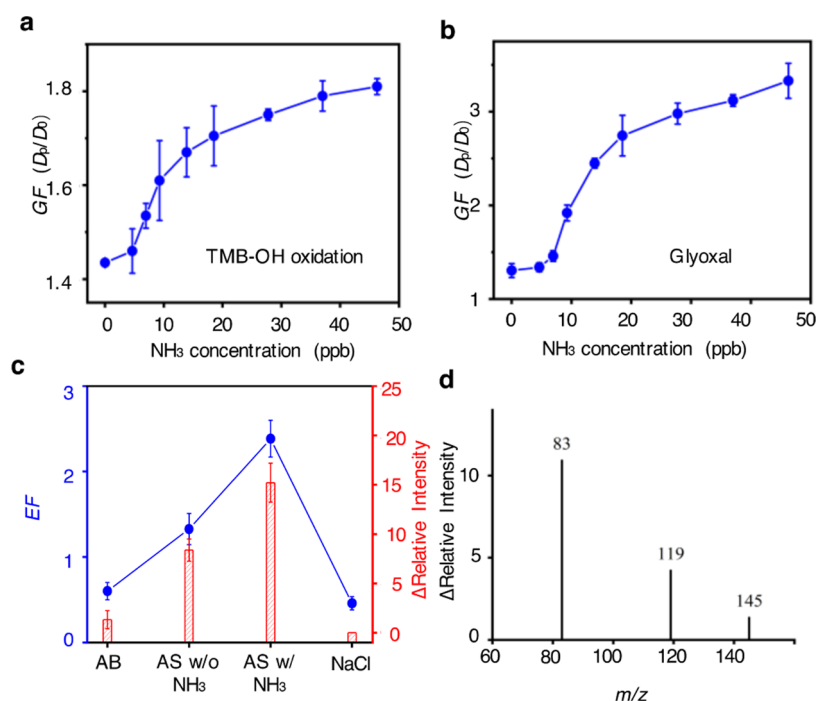 a
GF (Dp/D0)
1.8
1.6
1.4
TMB-OH oxidation
0 10 20 30 40 50
NH3 concentration (ppb)
b
GF (Dp/D0)
3
2
1
Glyoxal
0 10 20 30 40 50
NH3 concentration (ppb)
c
EF
3
2
1
0
25
20
15
10
5
0
ΔRelative Intensity
AB AS w/o NH3 AS w/ NH3 NaCl
d
ΔRelative Intensity
10
5
0
83
119
145
60 80 100 120 140
m/z